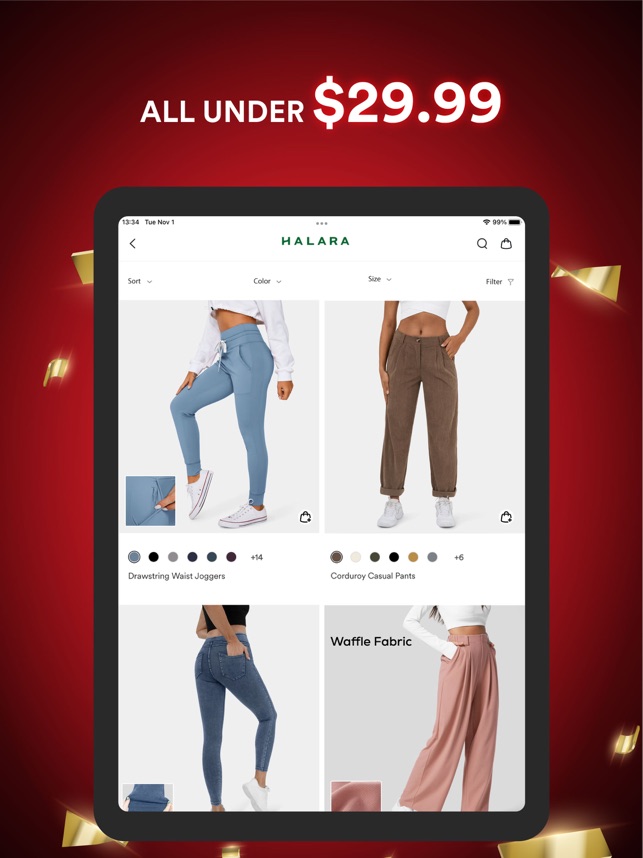 ALL UNDER $29.99
13:34 Tue Nov 1
99%
HALARA
Sort
Color
Size
Filter
+14
+6
Drawstring Waist Joggers
Corduroy Casual Pants
Waffle Fabric